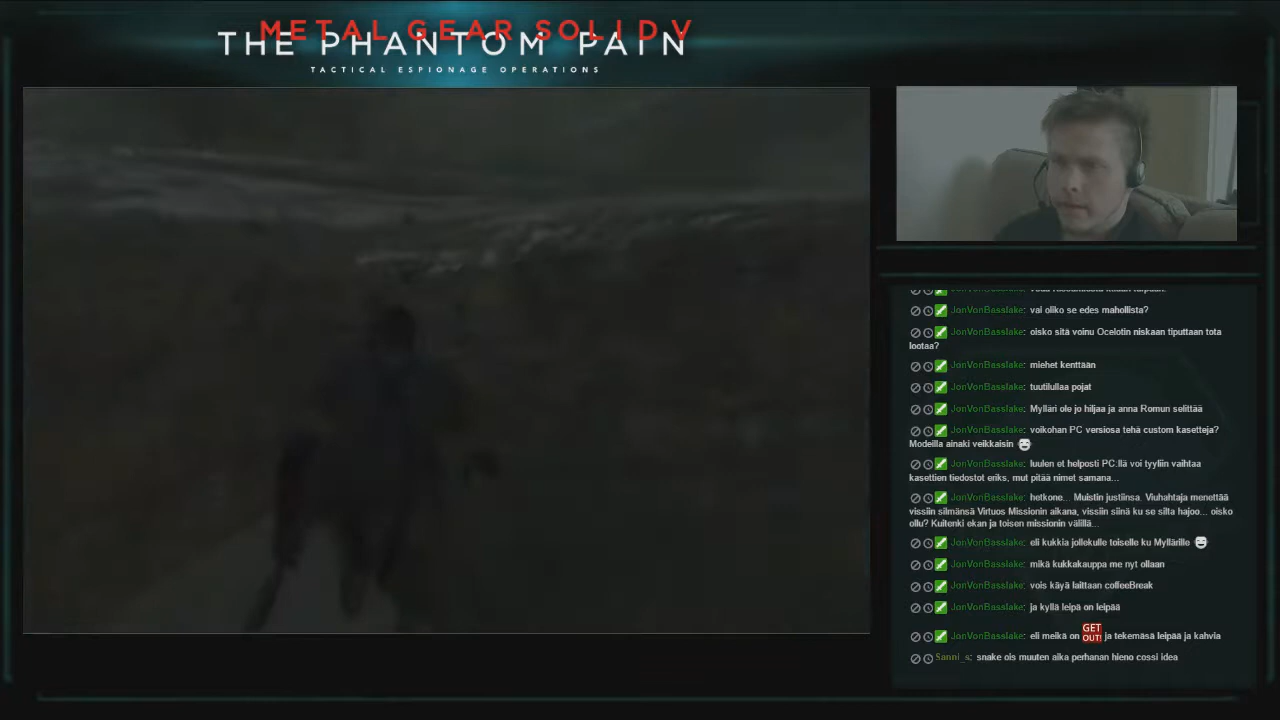 METAL GEAR SOLID V
THE PHANTOM PAIN
TACTICAL ESPIONAGE OPERATIONS
JonVonBasslake: vai oliko se edes mahollista?
JonVonBasslake: oisko sitä voinu Ocelotin niskaan tiputtaan tota
lootaa?
JonVonBasslake: miehet kenttään
JonVonBasslake: tuutilullaa pojat
JonVonBasslake: Mylläri ole jo hiljaa ja anna Romun selittää
JonVonBasslake: voikohan PC versiosa tehä custom kasetteja?
Modeilla ainaki veikkaisin
JonVonBasslake: luulen et helposti PC:llä voi tyyliin vaihtaa
kasettien tiedostot eriks, mut pitää nimet samana...
JonVonBasslake: hetkone... Muistin justiinsa. Viuhahtaja menettää
vissiin silmänsä Virtuos Missionin aikana, vissiin siinä ku se silta hajoo... oisko
ollu? Kuitenki ekan ja toisen missionin välillä...
JonVonBasslake: eli kukkia jollekulle toiselle ku Myllärille
JonVonBasslake: mikä kukkakauppa me nyt ollaan
JonVonBasslake: vois käyä laittaan coffeeBreak
JonVonBasslake: ja kyllä leipä on leipää
JonVonBasslake: eli meikä on GET OUT! ja tekemäsä leipää ja kahvia
Sanni_s: snake ois muuten aika perhanan hieno cossi idea